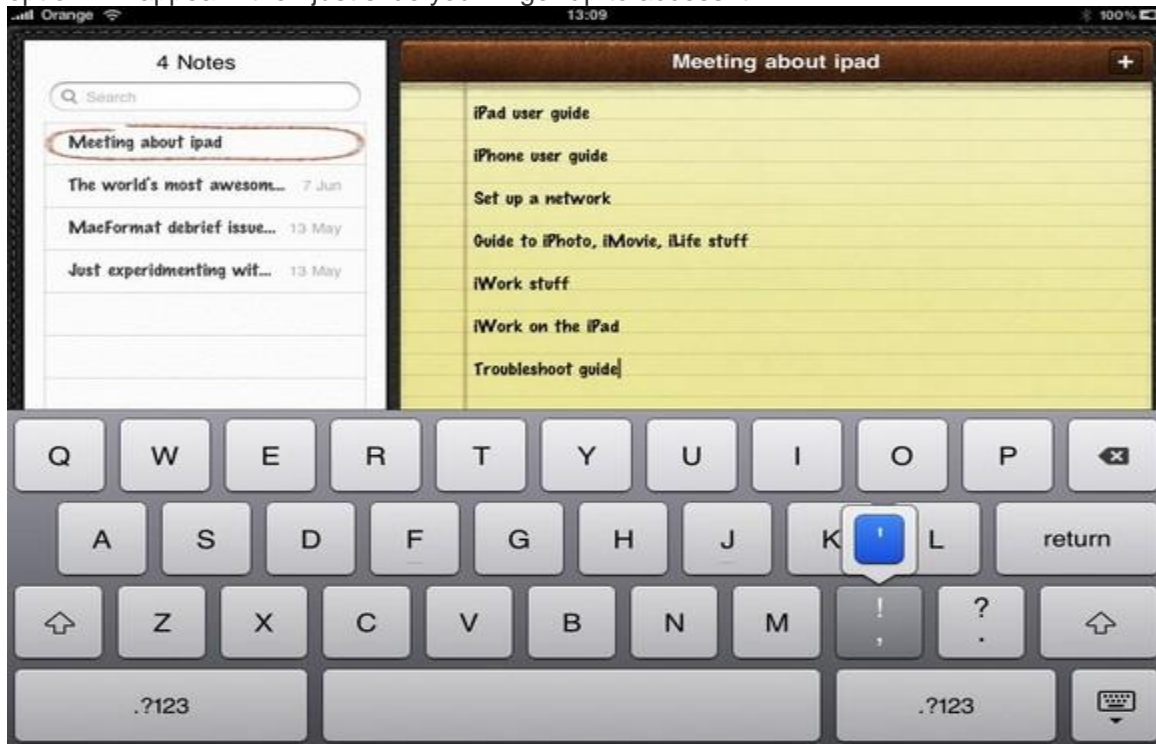 Orange 13:09 100%
4 Notes
Meeting about ipad
+
Search
Meeting about ipad
The world's most awesom... 7 Jun
MacFormat debrief issue... 13 May
Just experidmenting wit... 13 May
iPad user guide
iPhone user guide
Set up a network
Guide to iPhoto, iMovie, iLife stuff
iWork stuff
iWork on the iPad
Troubleshoot guide
Q W E R T Y U I O P
A S D F G H J K ' L return
Z X C V B N M ! , ? .
.?123 .?123